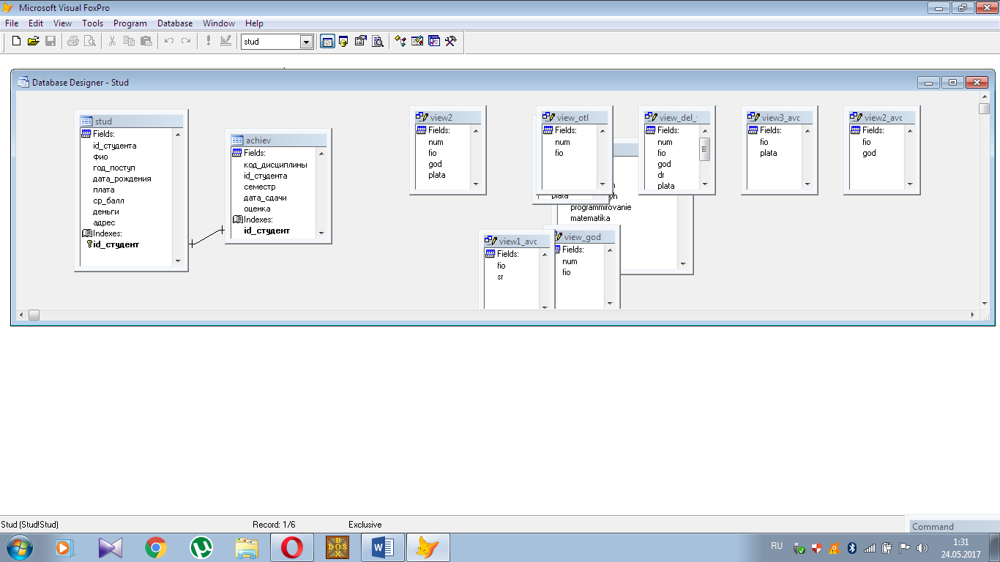 Microsoft Visual FoxPro
File Edit View Tools Program Database Window Help
stud
Database Designer - Stud
stud
Fields:
id_студента
фио
год_поступ
дата_рождения
плата
ср_балл
деньги
адрес
Indexes:
id_студент
achiev
Fields:
код_дисциплины
id_студента
семестр
дата_сдачи
оценка
Indexes:
id_студент
view2
Fields:
num
fio
god
plata
view_otl
Fields:
num
fio
plata
programmirovanie
matematika
view_del_
Fields:
num
fio
god
dr
plata
view3_avc
Fields:
fio
plata
view2_avc
Fields:
fio
god
view1_avc
Fields:
fio
sr
view_god
Fields:
num
fio
Stud (Stud!Stud) Record: 1/6 Exclusive
Command
BOX
DOS
RU
1:31
24.05.2017